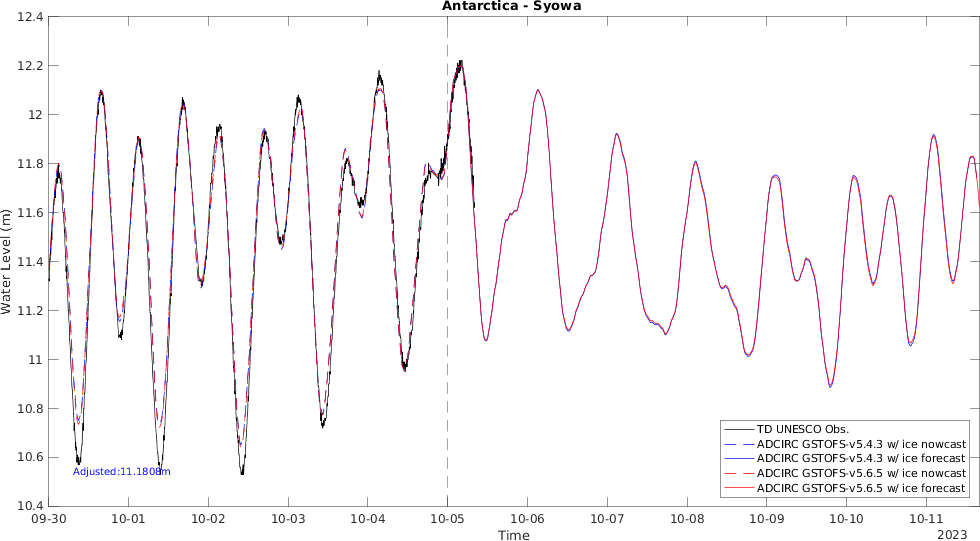 Antarctica - Syowa
12.4
12.2
12
11.8
11.6
11.4
11.2
11
10.8
10.6
10.4
Water Level (m)
Adjusted:11.1808m
TD UNESCO Obs.
ADCIRC GSTOFS-v5.4.3 w/ ice nowcast
ADCIRC GSTOFS-v5.4.3 w/ ice forecast
ADCIRC GSTOFS-v5.6.5 w/ ice nowcast
ADCIRC GSTOFS-v5.6.5 w/ ice forecast
09-30 10-01 10-02 10-03 10-04 10-05 10-06 10-07 10-08 10-09 10-10 10-11
Time
2023